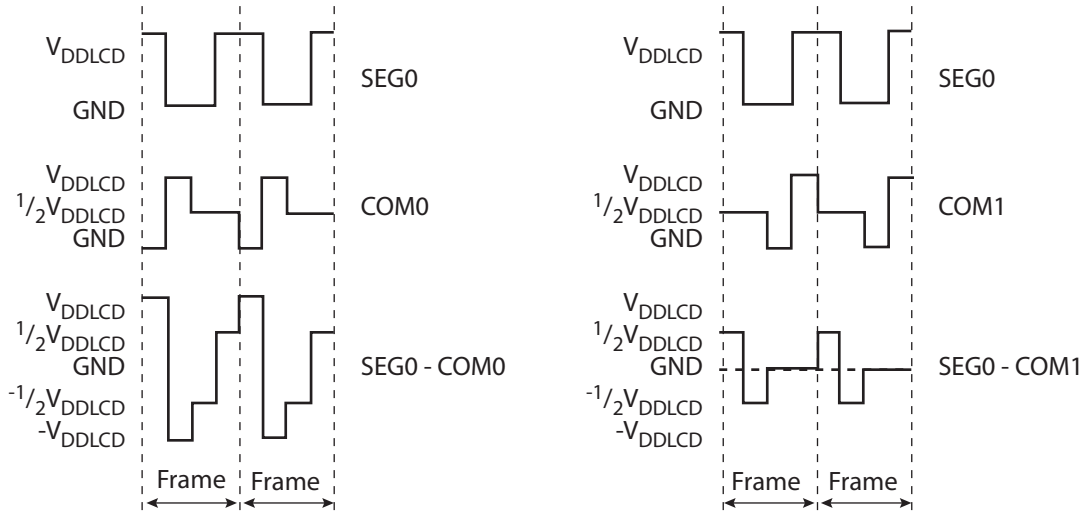 V_DDLCD
GND
SEG0
V_DDLCD
1/2V_DDLCD
GND
COM0
V_DDLCD
1/2V_DDLCD
GND
-1/2V_DDLCD
-V_DDLCD
SEG0 - COM0
Frame Frame
V_DDLCD
GND
SEG0
V_DDLCD
1/2V_DDLCD
GND
COM1
V_DDLCD
1/2V_DDLCD
GND
-1/2V_DDLCD
-V_DDLCD
SEG0 - COM1
Frame Frame